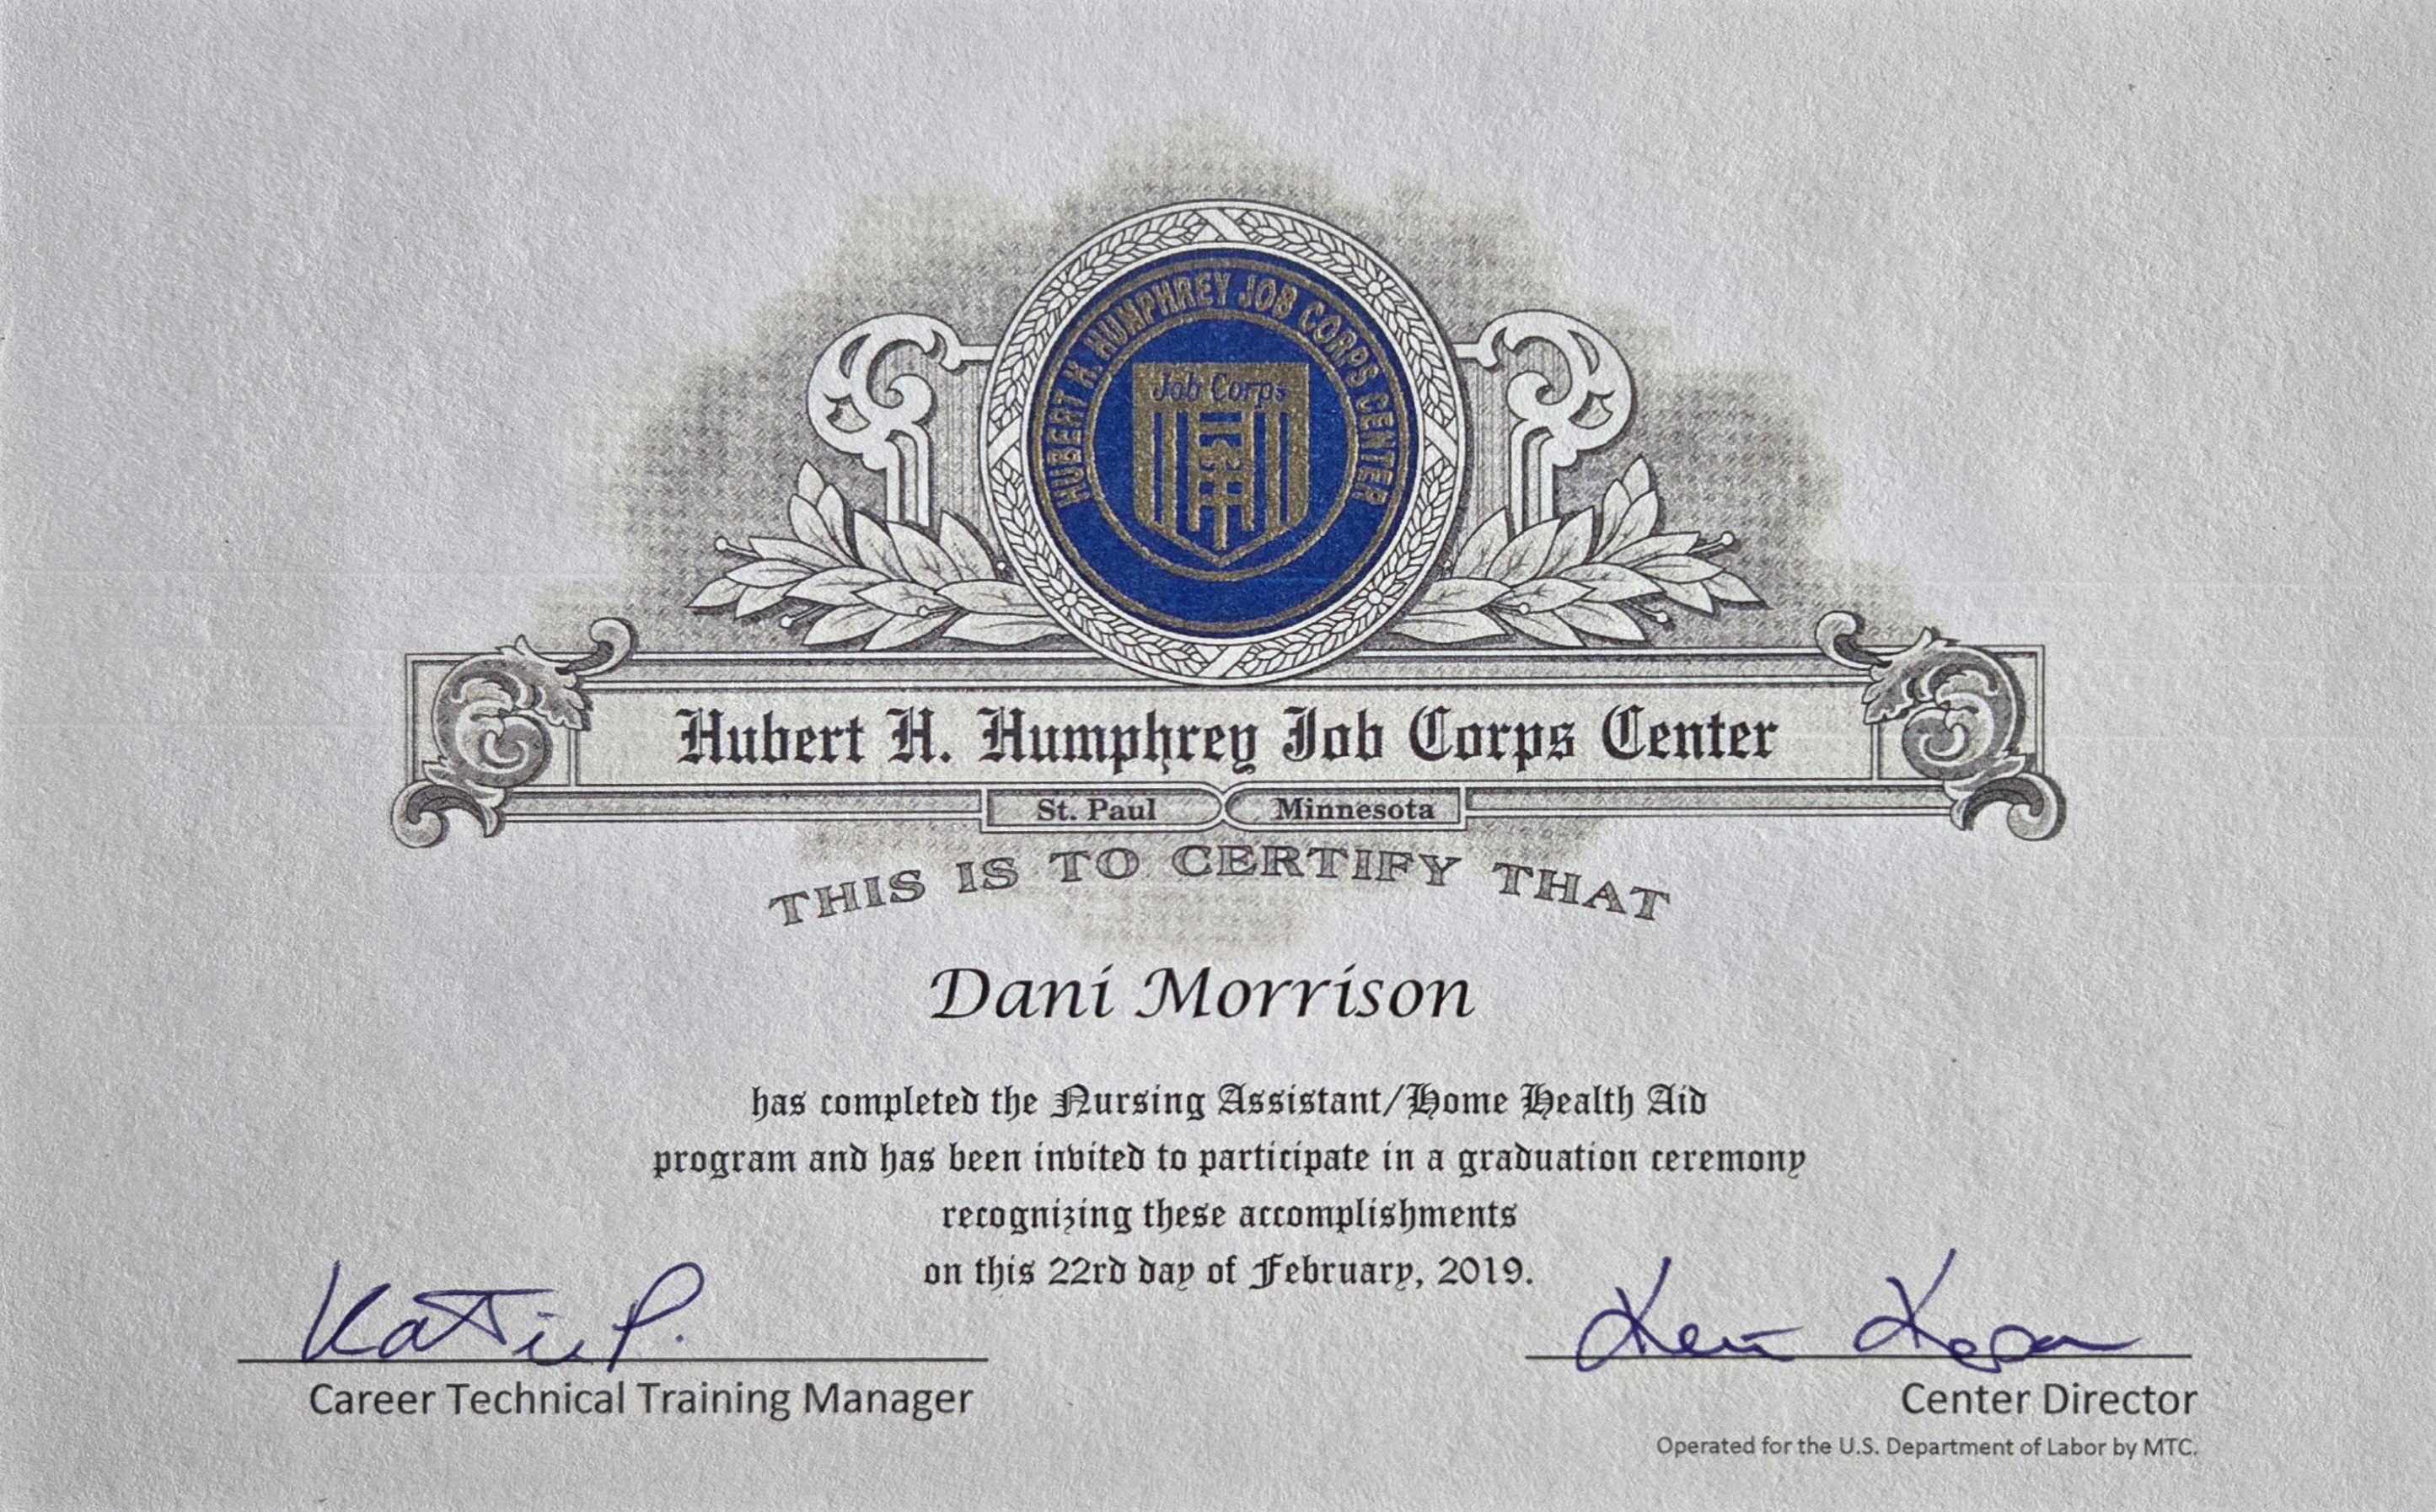 HUBERT H. HUMPHREY JOB CORPS CENTER
Job Corps
Hubert H. Humphrey Job Corps Center
St. Paul Minnesota
THIS IS TO CERTIFY THAT
Dani Morrison
has completed the Nursing Assistant/Home Health Aid
program and has been invited to participate in a graduation ceremony
recognizing these accomplishments
on this 22rd day of February, 2019.
Katie P.
Career Technical Training Manager
Center Director
Operated for the U.S. Department of Labor by MTC.